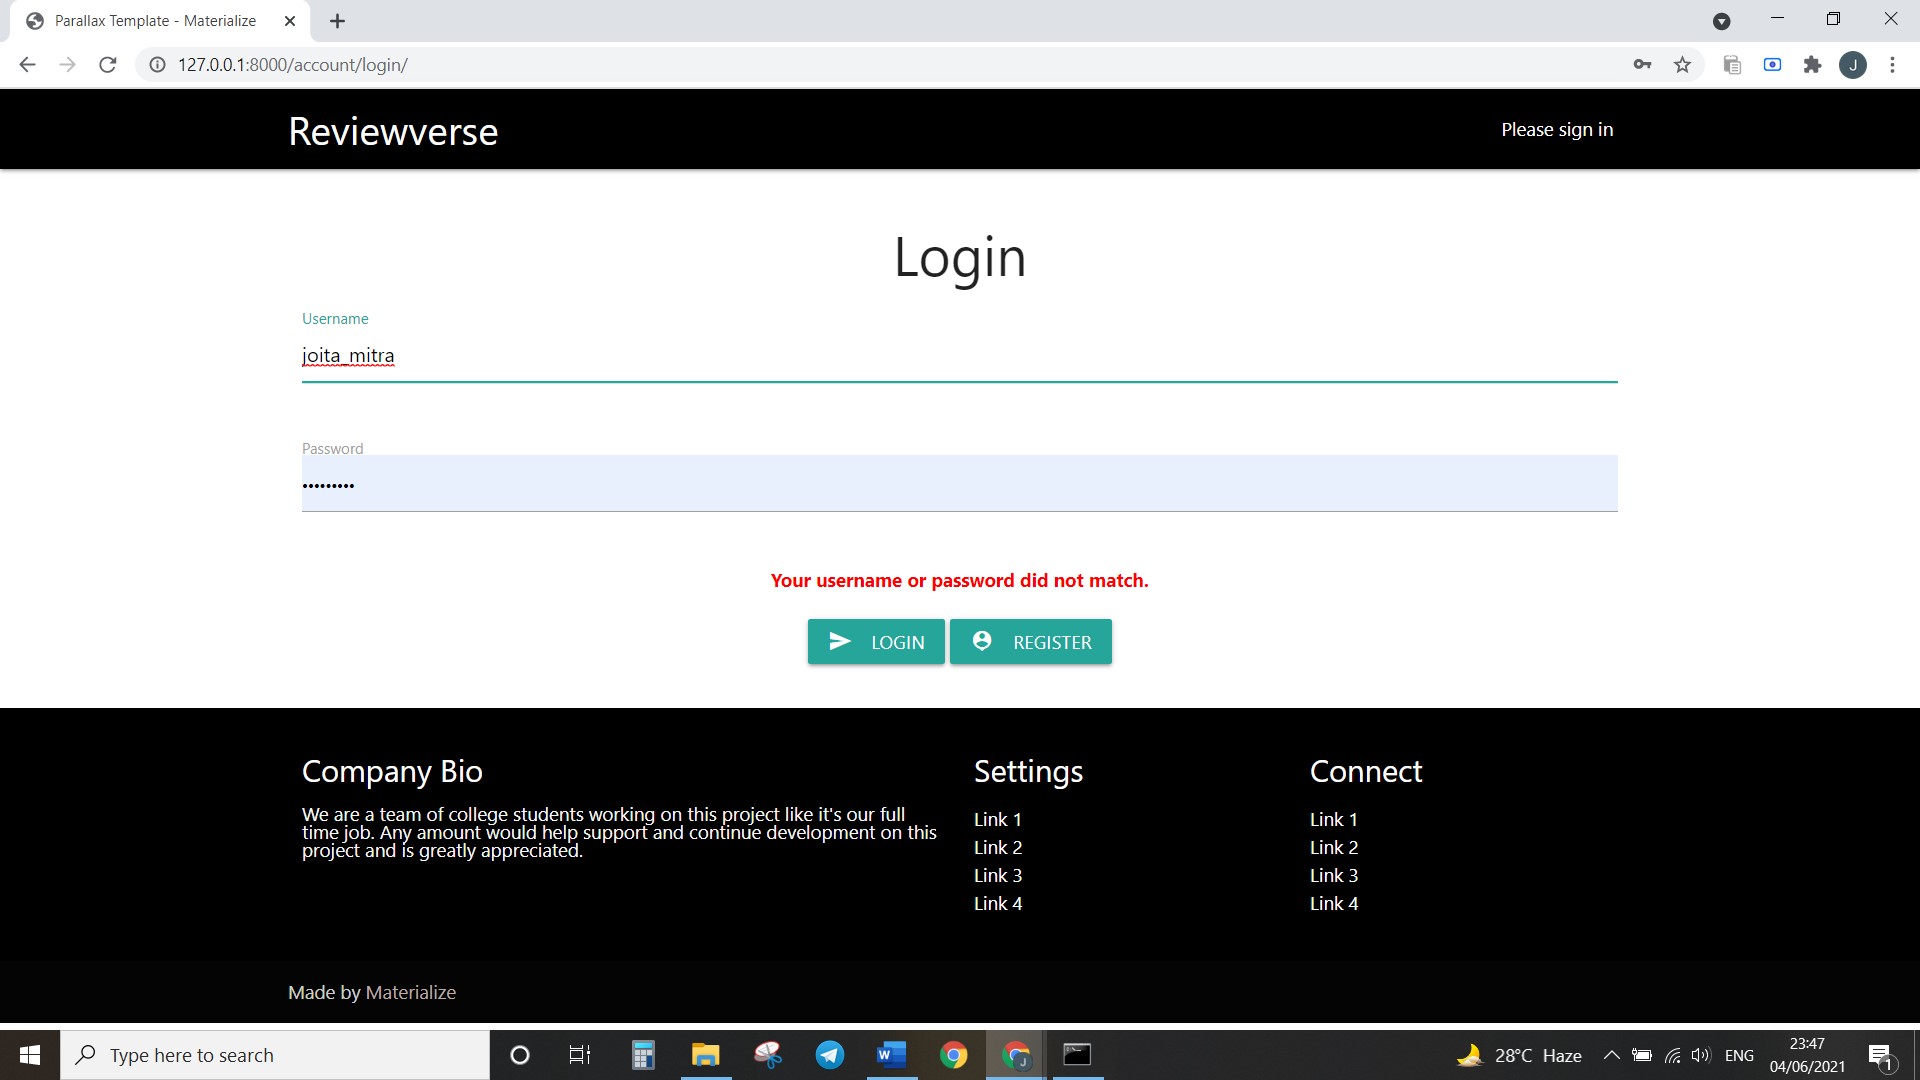 Parallax Template - Materialize
127.0.0.1:8000/account/login/
J
Reviewverse
Please sign in
Login
Username
joita_mitra
Password
•••••••••
Your username or password did not match.
LOGIN
REGISTER
Company Bio
We are a team of college students working on this project like it's our full
time job. Any amount would help support and continue development on this
project and is greatly appreciated.
Settings
Link 1
Link 2
Link 3
Link 4
Connect
Link 1
Link 2
Link 3
Link 4
Made by Materialize
Type here to search
W
J
28°C Haze
ENG
23:47
04/06/2021
1